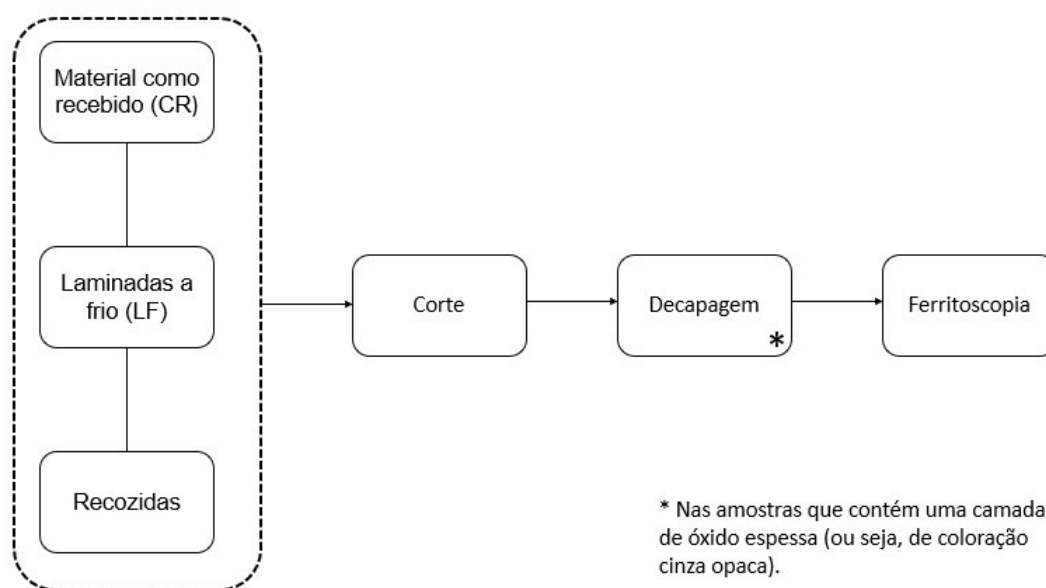 Material como
recebido (CR)
Laminadas a
frio (LF)
Recozidas
Corte
Decapagem
*
Ferritoscopia
* Nas amostras que contém uma camada
de óxido espessa (ou seja, de coloração
cinza opaca).